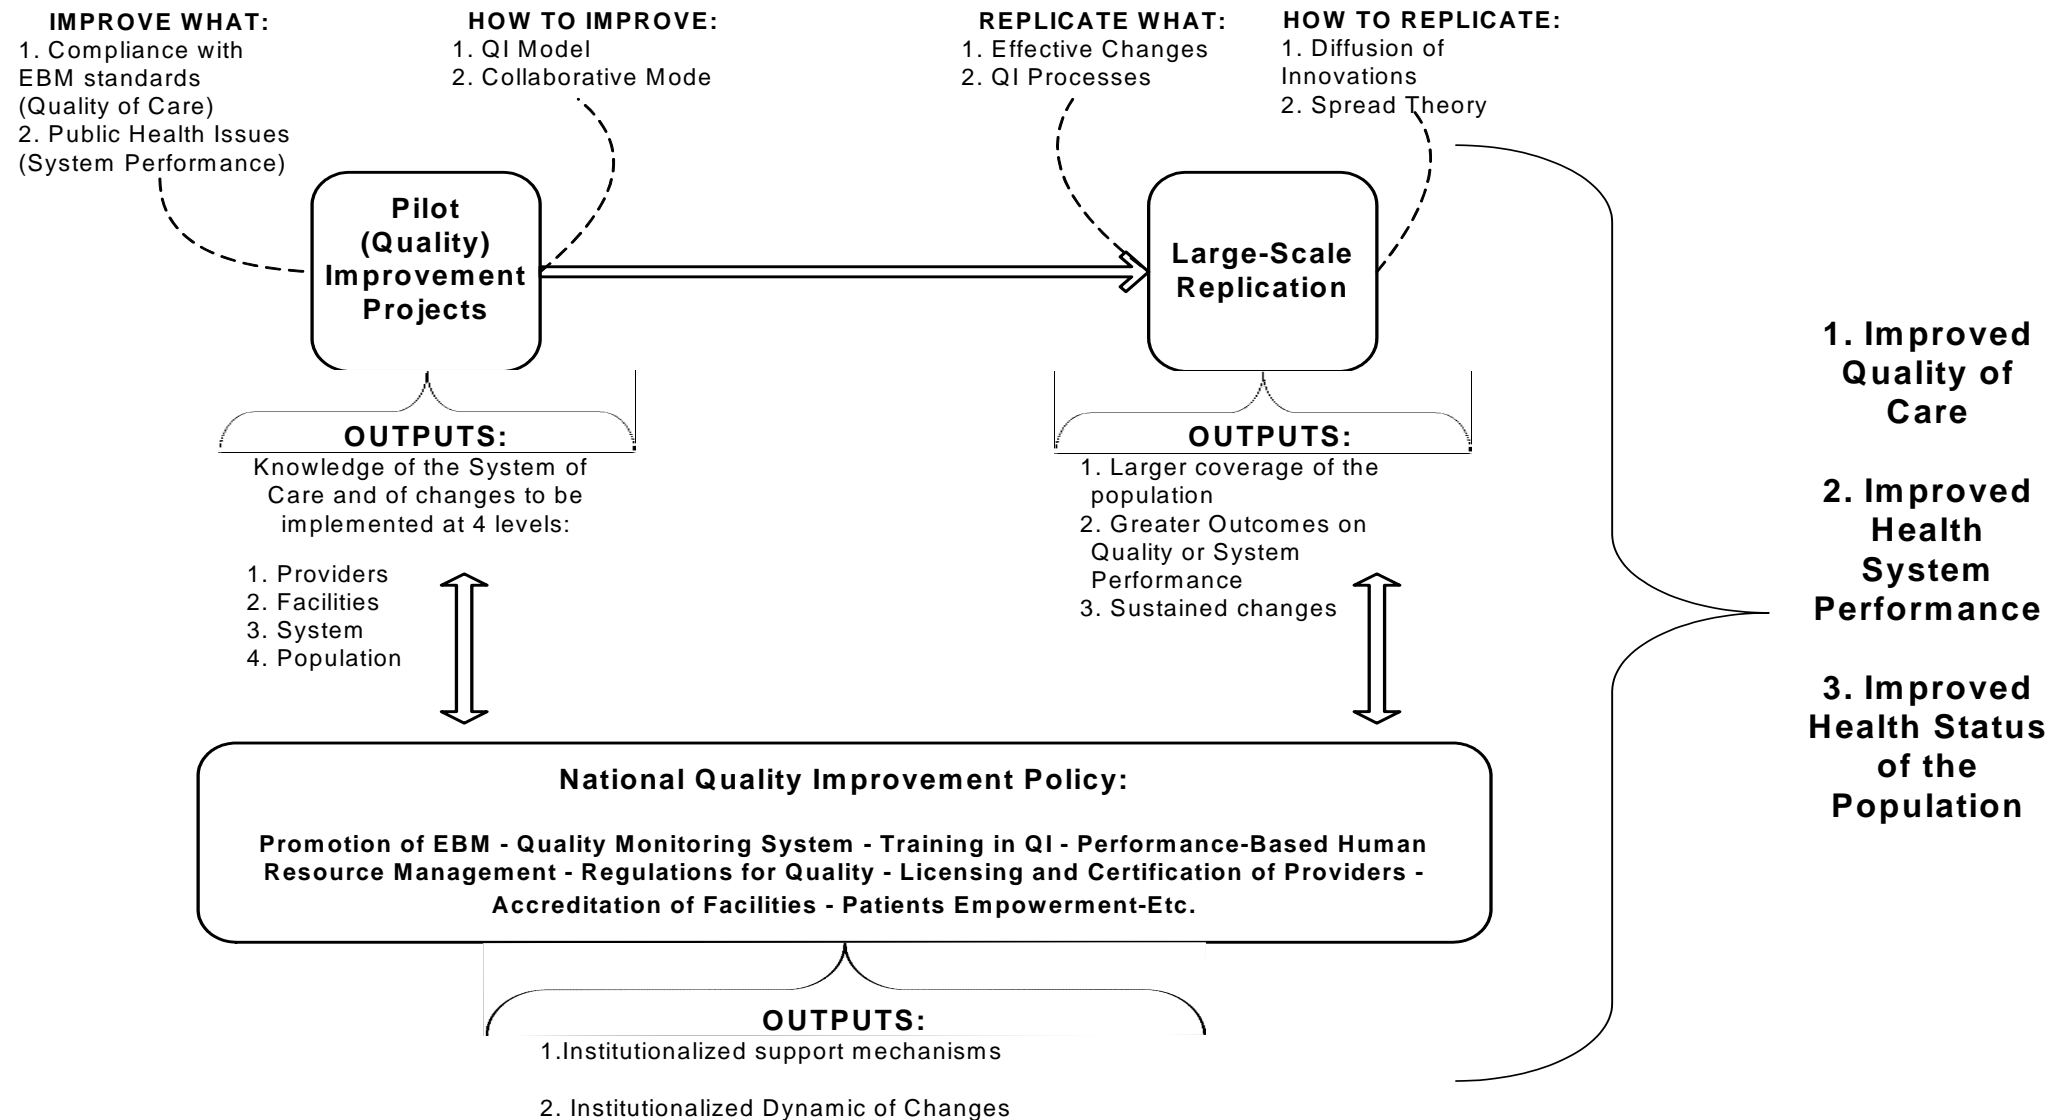 IMPROVE WHAT:
1. Compliance with
EBM standards
(Quality of Care)
2. Public Health Issues
(System Performance)
HOW TO IMPROVE:
1. QI Model
2. Collaborative Mode
REPLICATE WHAT:
1. Effective Changes
2. QI Processes
HOW TO REPLICATE:
1. Diffusion of
Innovations
2. Spread Theory
Pilot
(Quality)
Improvement
Projects
Large-Scale
Replication
OUTPUTS:
Knowledge of the System of
Care and of changes to be
implemented at 4 levels:
1. Providers
2. Facilities
3. System
4. Population
OUTPUTS:
1. Larger coverage of the
population
2. Greater Outcomes on
Quality or System
Performance
3. Sustained changes
National Quality Improvement Policy:
Promotion of EBM - Quality Monitoring System - Training in QI - Performance-Based Human
Resource Management - Regulations for Quality - Licensing and Certification of Providers -
Accreditation of Facilities - Patients Empowerment-Etc.
OUTPUTS:
1.Institutionalized support mechanisms
2. Institutionalized Dynamic of Changes
1. Improved
Quality of
Care
2. Improved
Health
System
Performance
3. Improved
Health Status
of the
Population